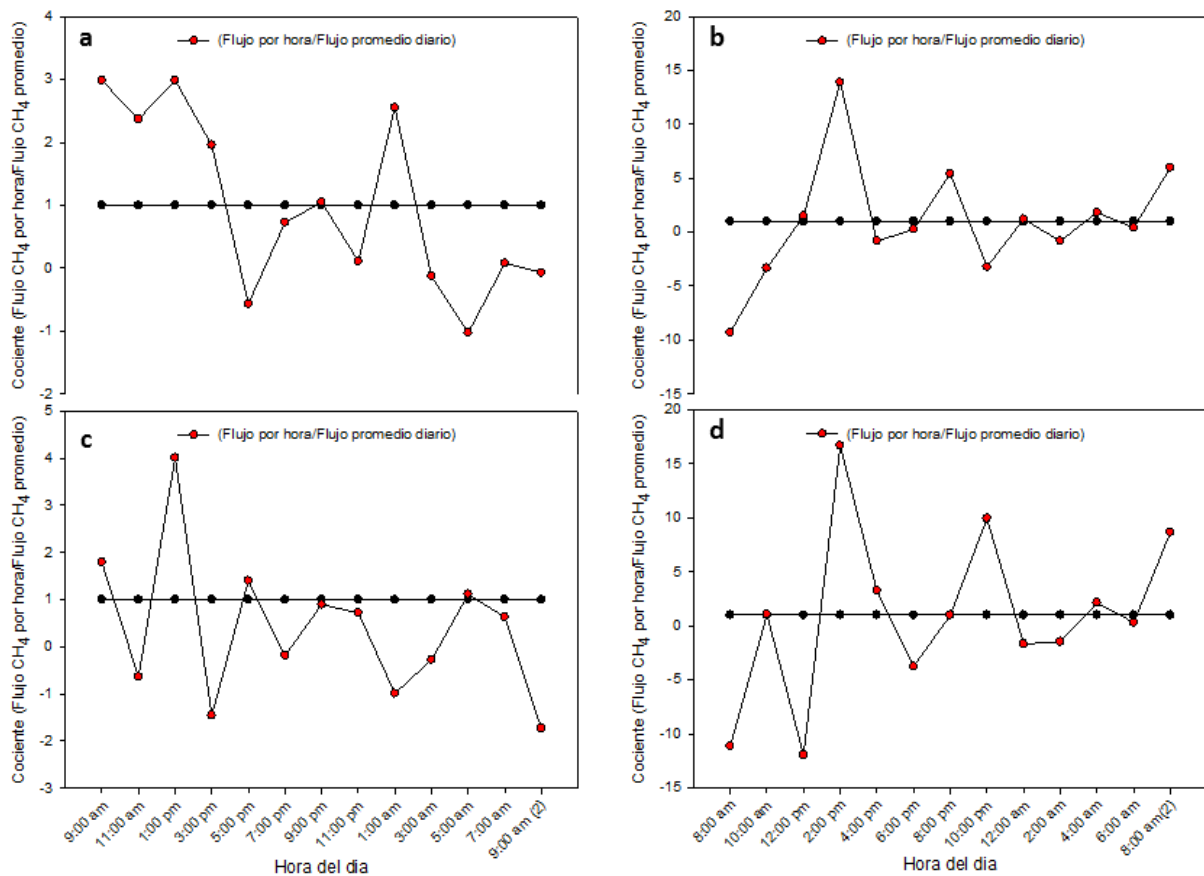 a
(Flujo por hora/Flujo promedio diario)
Cociente (Flujo CH4 por hora/Flujo CH4 promedio)
4
3
2
1
0
-1
-2
b
(Flujo por hora/Flujo promedio diario)
Cociente (Flujo CH4 por hora/Flujo CH4 promedio)
20
15
10
5
0
-5
-10
-15
c
(Flujo por hora/Flujo promedio diario)
Cociente (Flujo CH4 por hora/Flujo CH4 promedio)
5
4
3
2
1
0
-1
-2
-3
9:00 am
11:00 am
1:00 pm
3:00 pm
5:00 pm
7:00 pm
9:00 pm
11:00 pm
1:00 am
3:00 am
5:00 am
7:00 am
9:00 am (2)
Hora del dia
d
(Flujo por hora/Flujo promedio diario)
Cociente (Flujo CH4 por hora/Flujo CH4 promedio)
20
15
10
5
0
-5
-10
-15
8:00 am
10:00 am
12:00 pm
2:00 pm
4:00 pm
6:00 pm
8:00 pm
10:00 pm
12:00 am
2:00 am
4:00 am
6:00 am
8:00 am(2)
Hora del dia